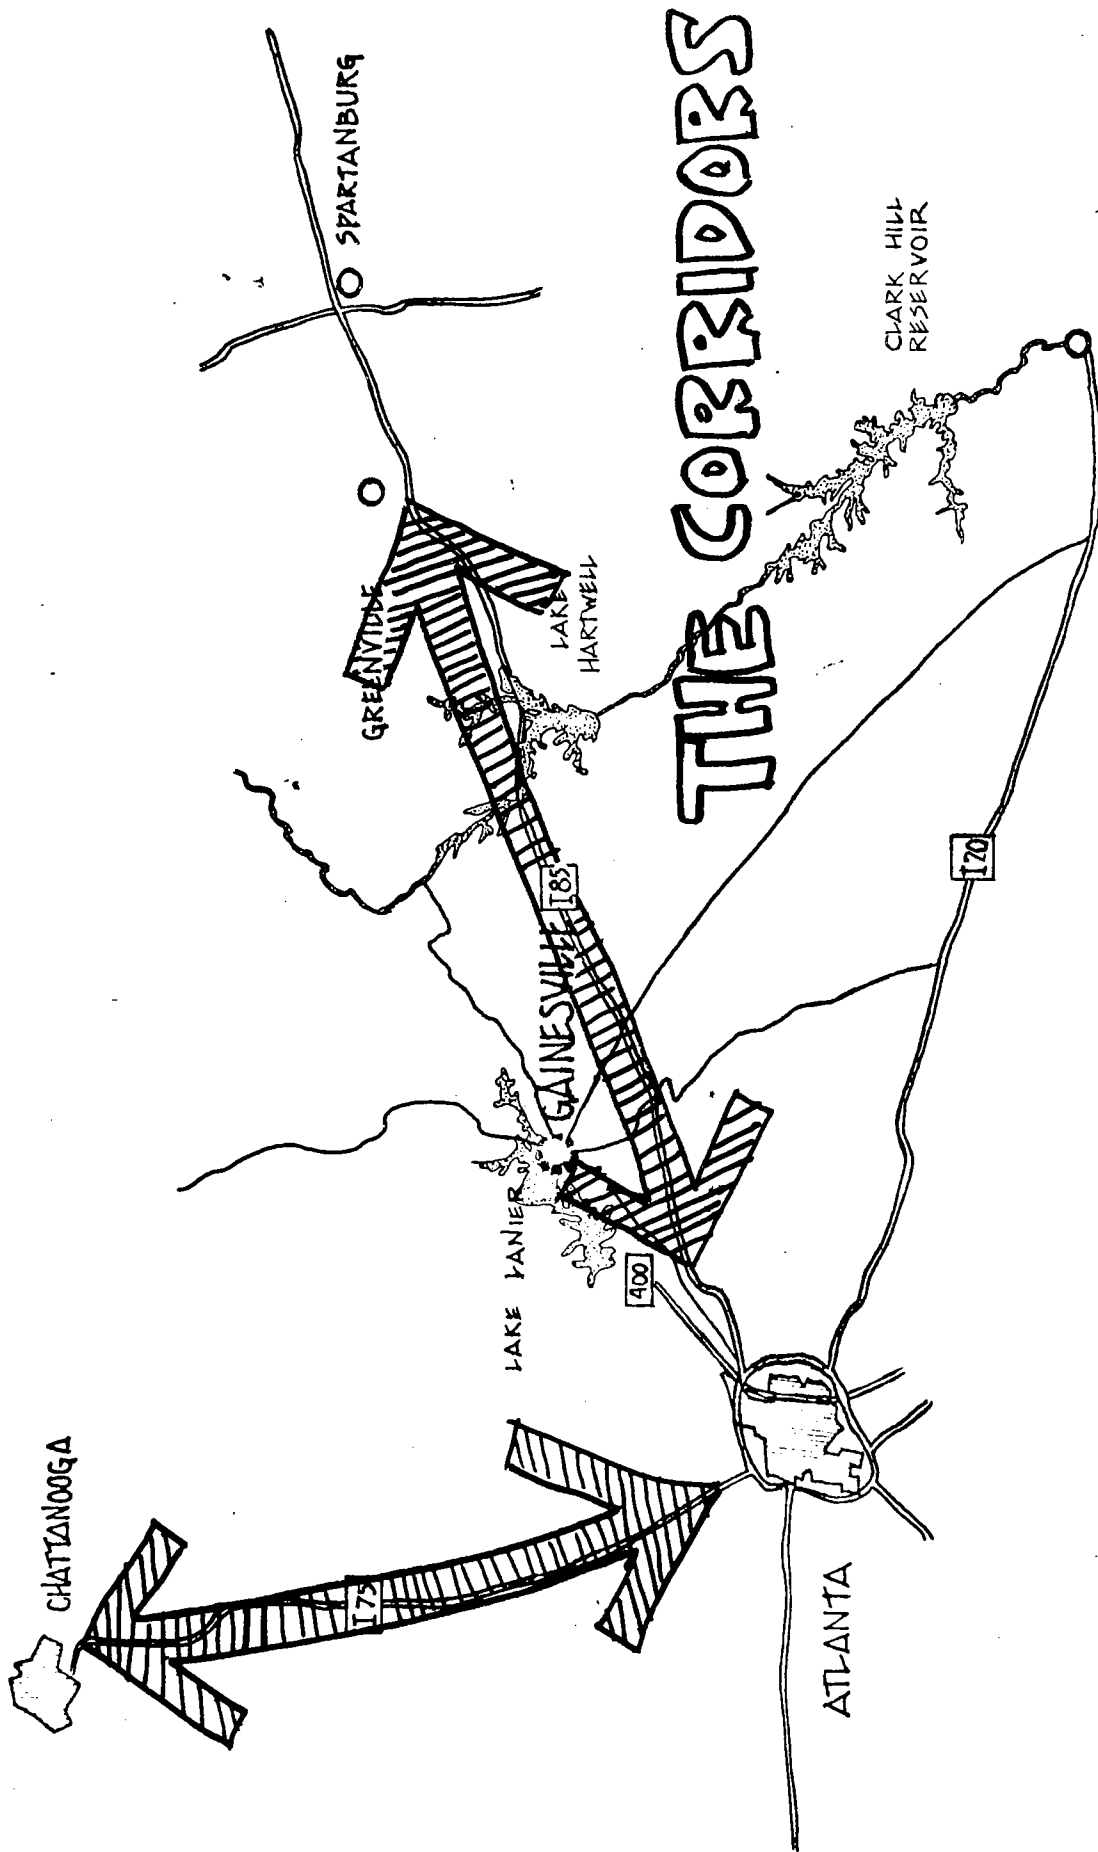 CHATTANOOGA
I75
ATLANTA
LAKE LANIER
400
GAINESVILLE
I85
GREENVILLE
SPARTANBURG
LAKE
HARTWELL
THE CORRIDORS
CLARK HILL
RESERVOIR
I20